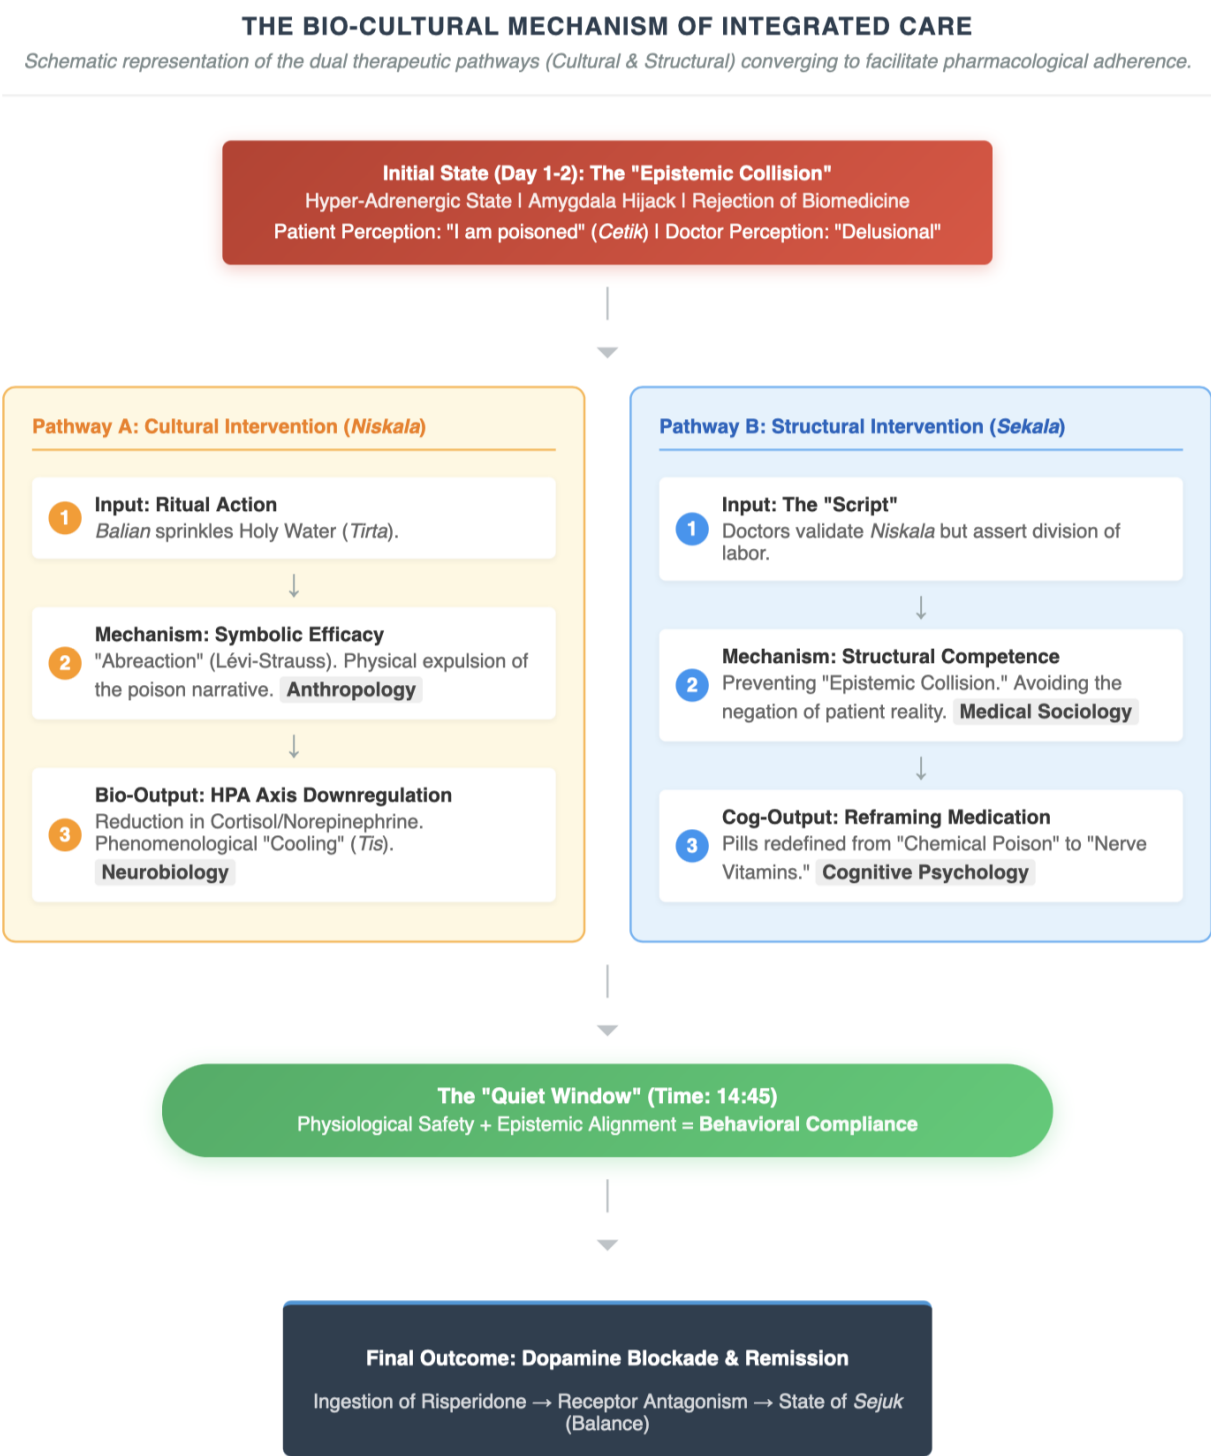 THE BIO-CULTURAL MECHANISM OF INTEGRATED CARE
Schematic representation of the dual therapeutic pathways (Cultural & Structural) converging to facilitate pharmacological adherence.
Initial State (Day 1-2): The "Epistemic Collision"
Hyper-Adrenergic State | Amygdala Hijack | Rejection of Biomedicine
Patient Perception: "I am poisoned" (Cetik) | Doctor Perception: "Delusional"
Pathway A: Cultural Intervention (Niskala)
1
Input: Ritual Action
Balian sprinkles Holy Water (Tirta).
↓
2
Mechanism: Symbolic Efficacy
"Abreaction" (Lévi-Strauss). Physical expulsion of
the poison narrative. Anthropology
↓
3
Bio-Output: HPA Axis Downregulation
Reduction in Cortisol/Norepinephrine.
Phenomenological "Cooling" (Tis).
Neurobiology
Pathway B: Structural Intervention (Sekala)
1
Input: The "Script"
Doctors validate Niskala but assert division of
labor.
↓
2
Mechanism: Structural Competence
Preventing "Epistemic Collision." Avoiding the
negation of patient reality. Medical Sociology
↓
3
Cog-Output: Reframing Medication
Pills redefined from "Chemical Poison" to "Nerve
Vitamins." Cognitive Psychology
The "Quiet Window" (Time: 14:45)
Physiological Safety + Epistemic Alignment = Behavioral Compliance
Final Outcome: Dopamine Blockade & Remission
Ingestion of Risperidone → Receptor Antagonism → State of Sejuk
(Balance)